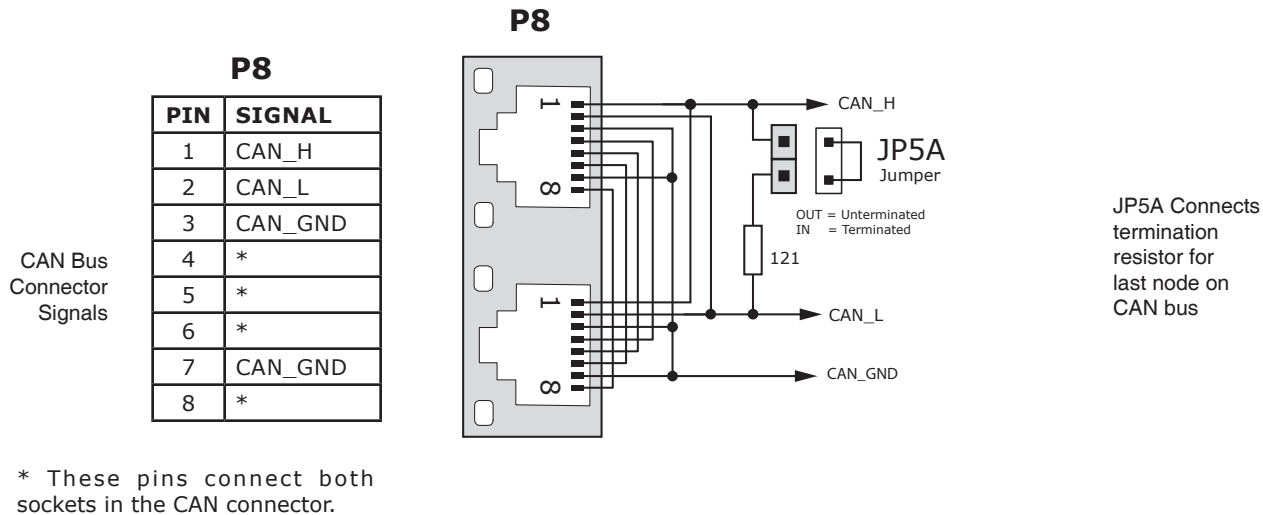 P8
P8
CAN Bus
Connector
Signals
PIN SIGNAL
1 CAN_H
2 CAN_L
3 CAN_GND
4 *
5 *
6 *
7 CAN_GND
8 *
* These pins connect both
sockets in the CAN connector.
1
8
1
8
CAN_H
JP5A
Jumper
OUT = Unterminated
IN = Terminated
121
CAN_L
CAN_GND
JP5A Connects
termination
resistor for
last node on
CAN bus